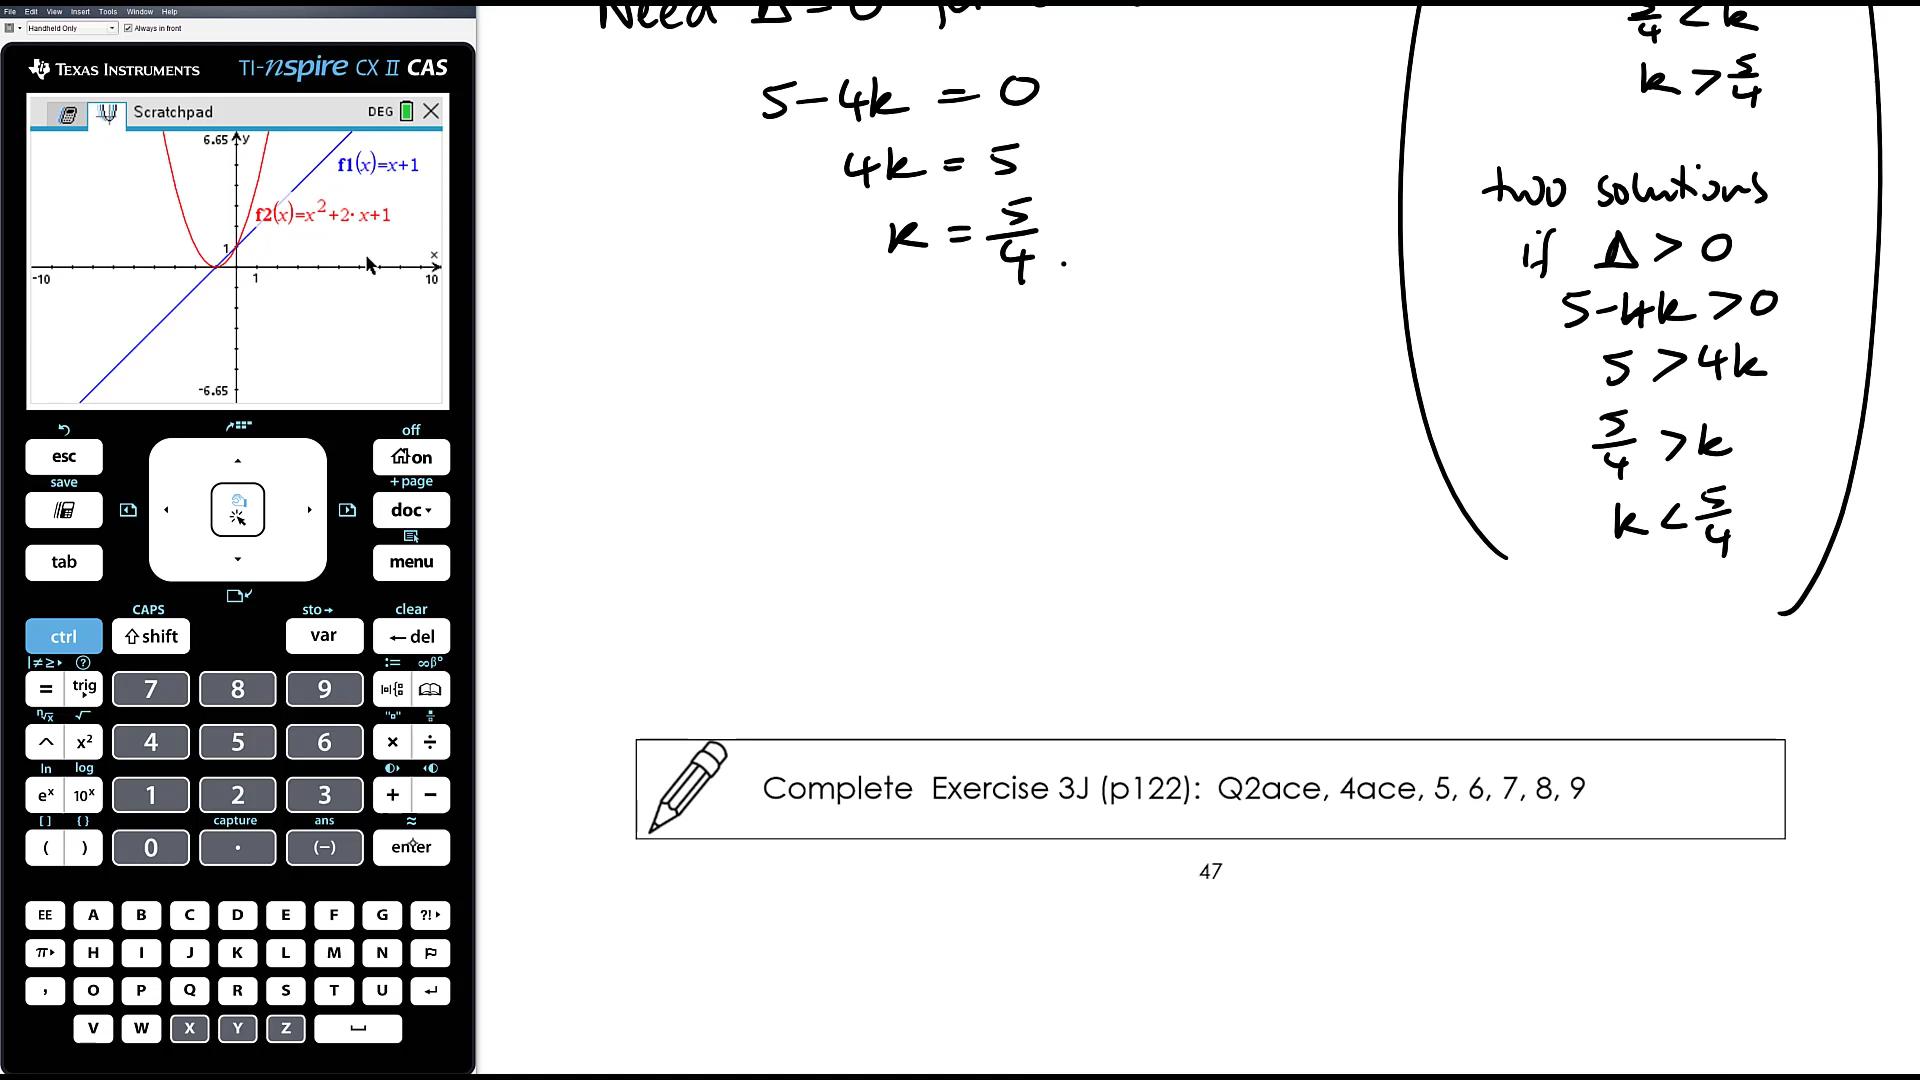 File Edit View Insert Tools Window Help
Handheld Only Always in front
TEXAS INSTRUMENTS TI-nspire CX II CAS
Scratchpad DEG
6.65 y
f1(x)=x+1
f2(x)=x²+2·x+1
1
x
-10 1 10
-6.65
off
esc on
save +page
doc
tab menu
CAPS sto→ clear
ctrl shift var ←del
|≠≥▸ ? := ∞β°
= trig 7 8 9
ⁿ√x √
^ x² 4 5 6 × ÷
ln log
eˣ 10ˣ 1 2 3 + −
[] {} capture ans ≈
( ) 0 . (−) enter
EE A B C D E F G ?!▸
π▸ H I J K L M N
, O P Q R S T U ↵
V W X Y Z
Need Δ = 0
5-4k = 0
4k = 5
k = 5/4 .
5/4 < k
k > 5/4
two solutions
if Δ > 0
5-4k > 0
5 > 4k
5/4 > k
k < 5/4
Complete Exercise 3J (p122): Q2ace, 4ace, 5, 6, 7, 8, 9
47